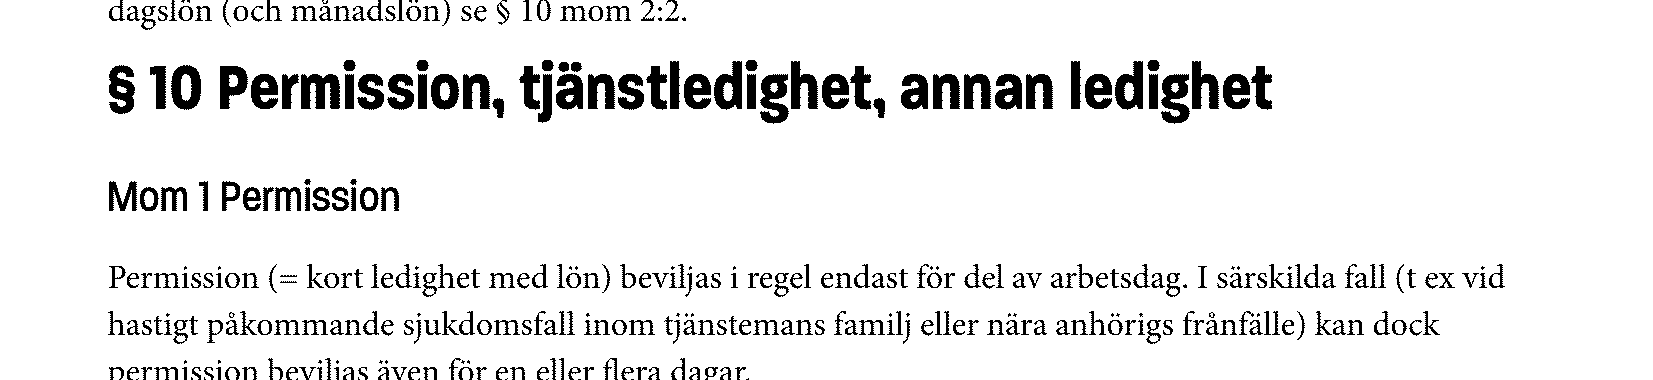 dagslön (och månadslön) se § 10 mom 2:2.
§ 10 Permission, tjänstledighet, annan ledighet
Mom 1 Permission
Permission (= kort ledighet med lön) beviljas i regel endast för del av arbetsdag. I särskilda fall (t ex vid
hastigt påkommande sjukdomsfall inom tjänstemans familj eller nära anhörigs frånfälle) kan dock
permission beviljas även för en eller flera dagar.